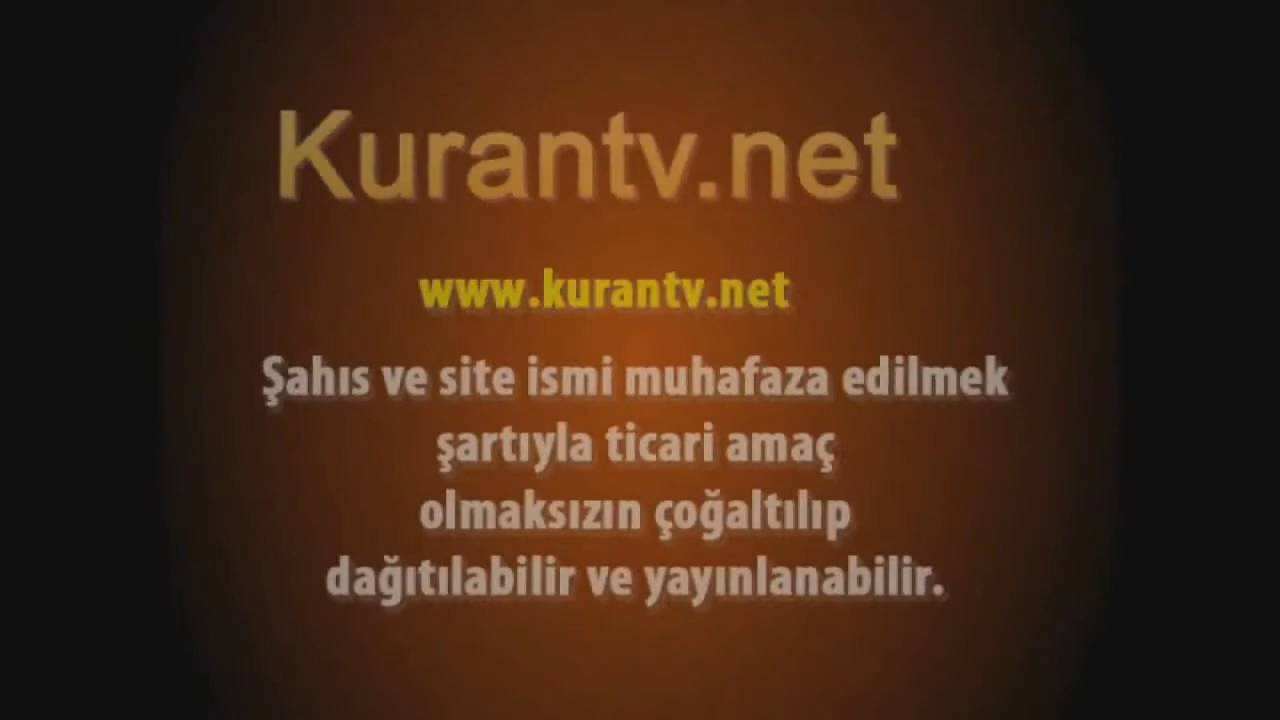 Kurantv.net
www.kurantv.net
Şahıs ve site ismi muhafaza edilmek
şartıyla ticari amaç
olmaksızın çoğaltılıp
dağıtılabilir ve yayınlanabilir.